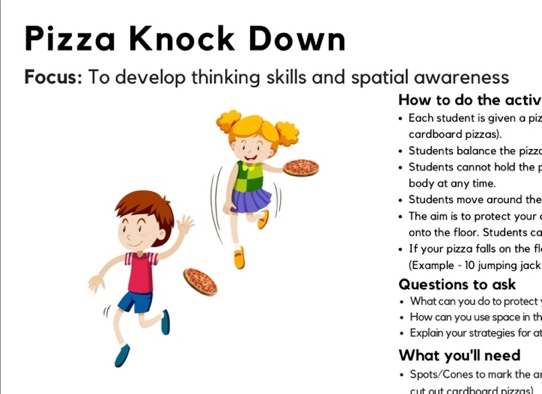 Pizza Knock Down
Focus: To develop thinking skills and spatial awareness
How to do the activ
• Each student is given a piz
cardboard pizzas).
• Students balance the pizz
• Students cannot hold the p
body at any time.
• Students move around the
• The aim is to protect your
onto the floor. Students ca
• If your pizza falls on the fl
(Example - 10 jumping jack
Questions to ask
• What can you do to protect
• How can you use space in th
• Explain your strategies for at
What you'll need
• Spots/Cones to mark the ar
cut out cardboard pizzas)